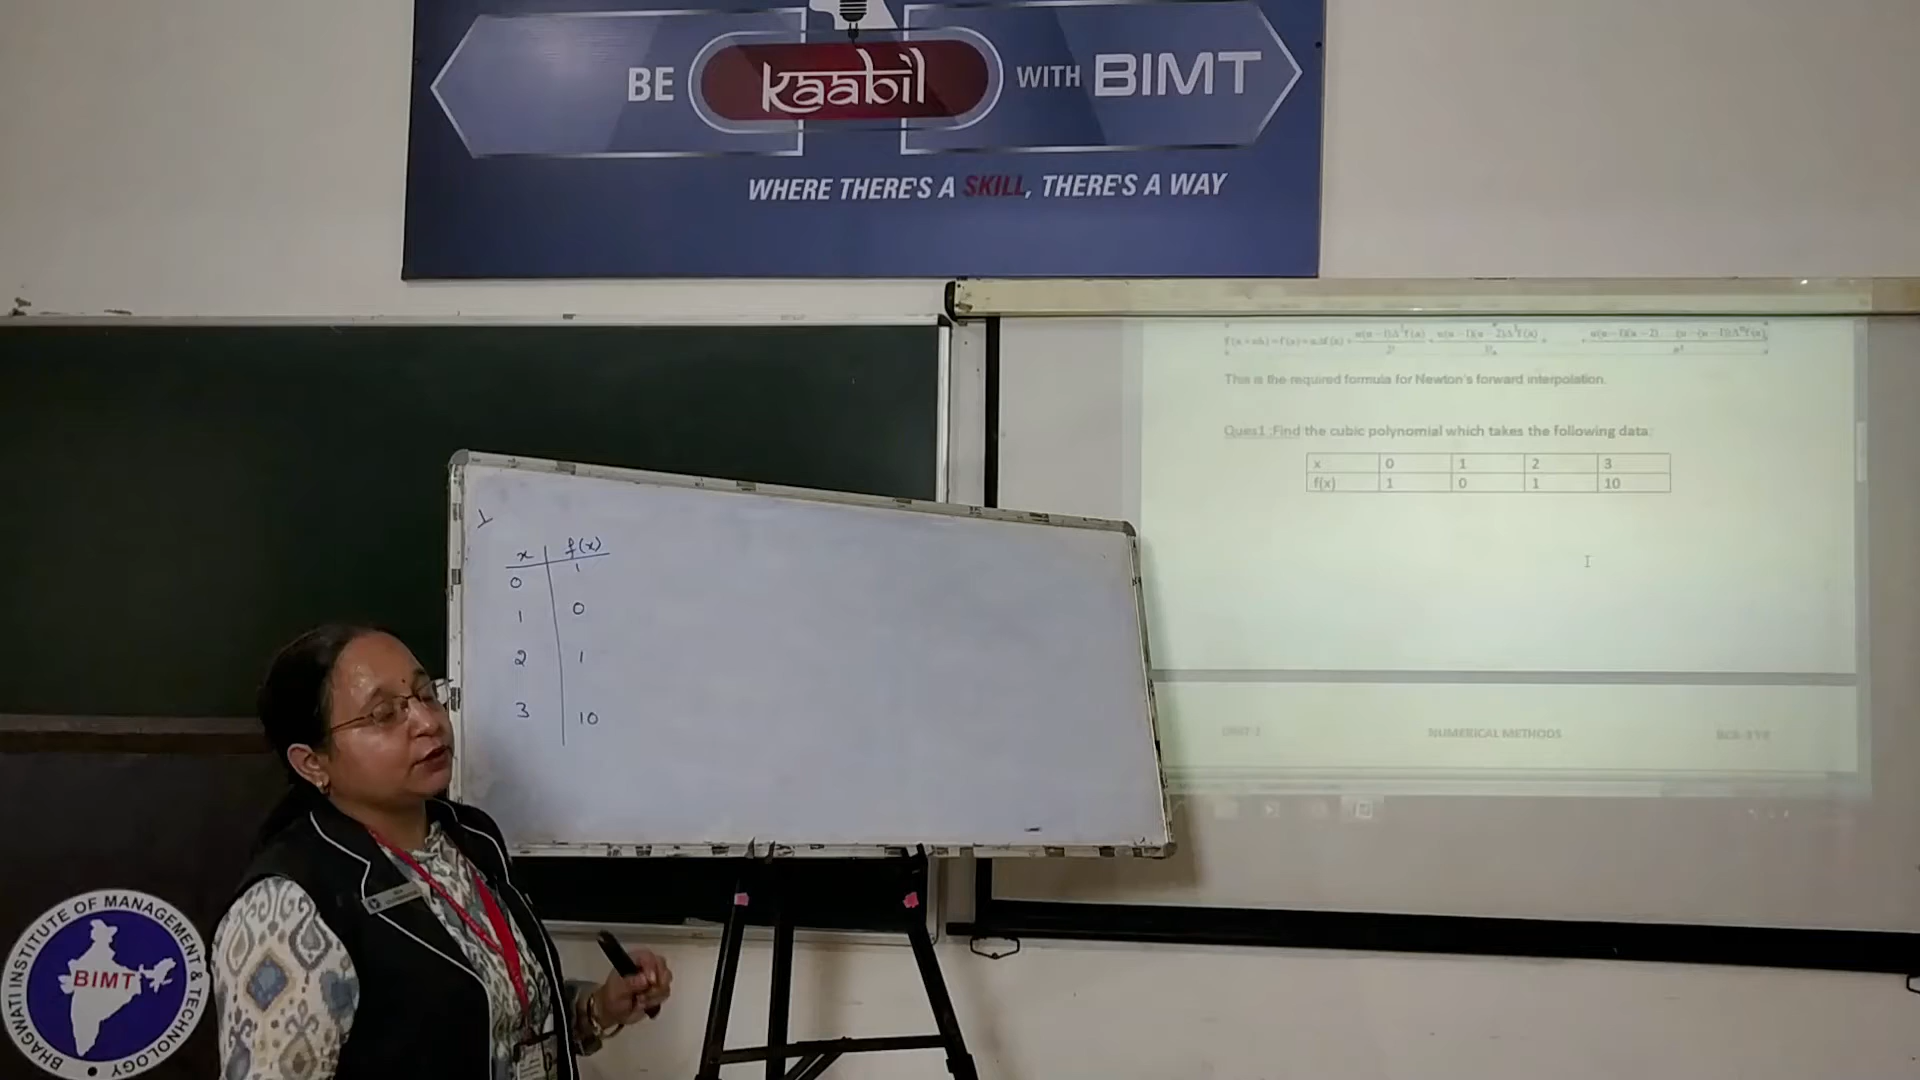 BE kaabil WITH BIMT
WHERE THERE'S A SKILL, THERE'S A WAY
This is the required formula for Newton's forward interpolation.
Ques1 :Find the cubic polynomial which takes the following data:
x 0 1 2 3
f(x) 1 0 1 10
NUMERICAL METHODS
x f(x)
0 1
1 0
2 1
3 10
BHAGWATI INSTITUTE OF MANAGEMENT & TECHNOLOGY
BIMT